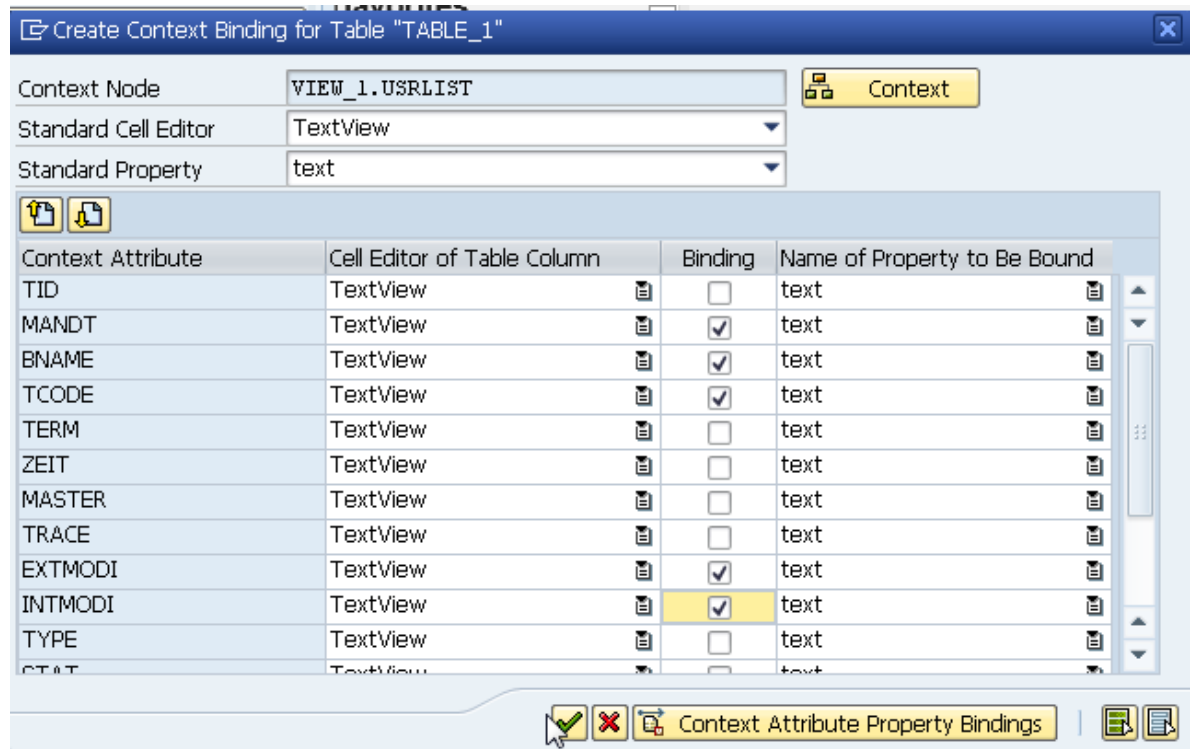 Create Context Binding for Table "TABLE_1"
Context Node VIEW_1.USRLIST Context
Standard Cell Editor TextView
Standard Property text
Context Attribute Cell Editor of Table Column Binding Name of Property to Be Bound
TID TextView text
MANDT TextView text
BNAME TextView text
TCODE TextView text
TERM TextView text
ZEIT TextView text
MASTER TextView text
TRACE TextView text
EXTMODI TextView text
INTMODI TextView text
TYPE TextView text
Context Attribute Property Bindings